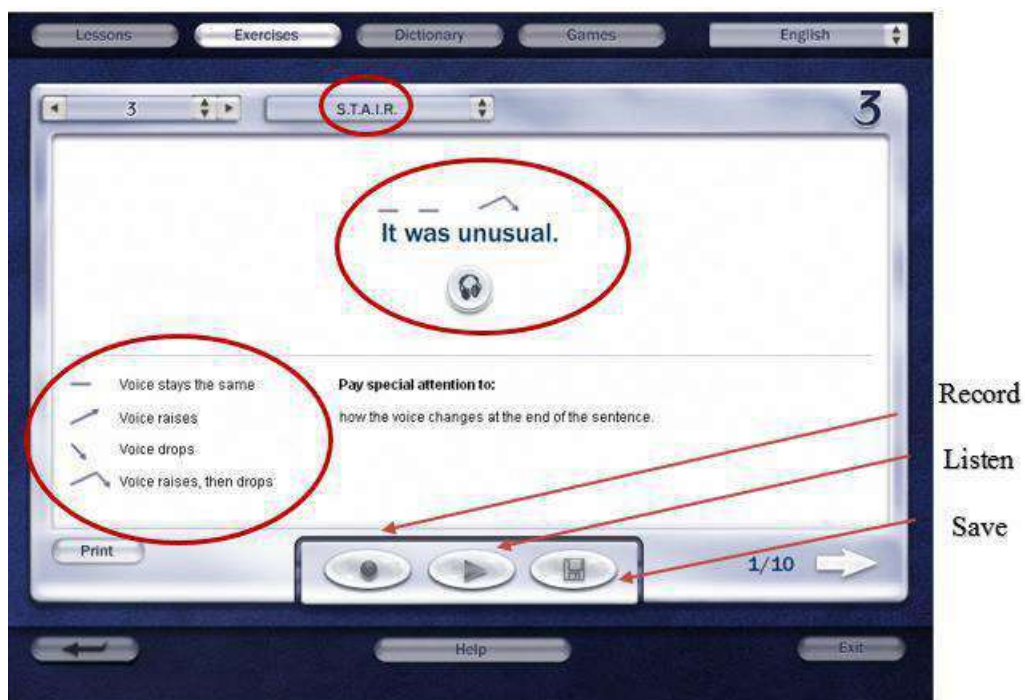 Lessons Exercises Dictionary Games English
3 S.T.A.I.R. 3
It was unusual.
Voice stays the same
Voice raises
Voice drops
Voice raises, then drops
Pay special attention to:
how the voice changes at the end of the sentence.
Record
Listen
Save
Print
1/10
Help Exit